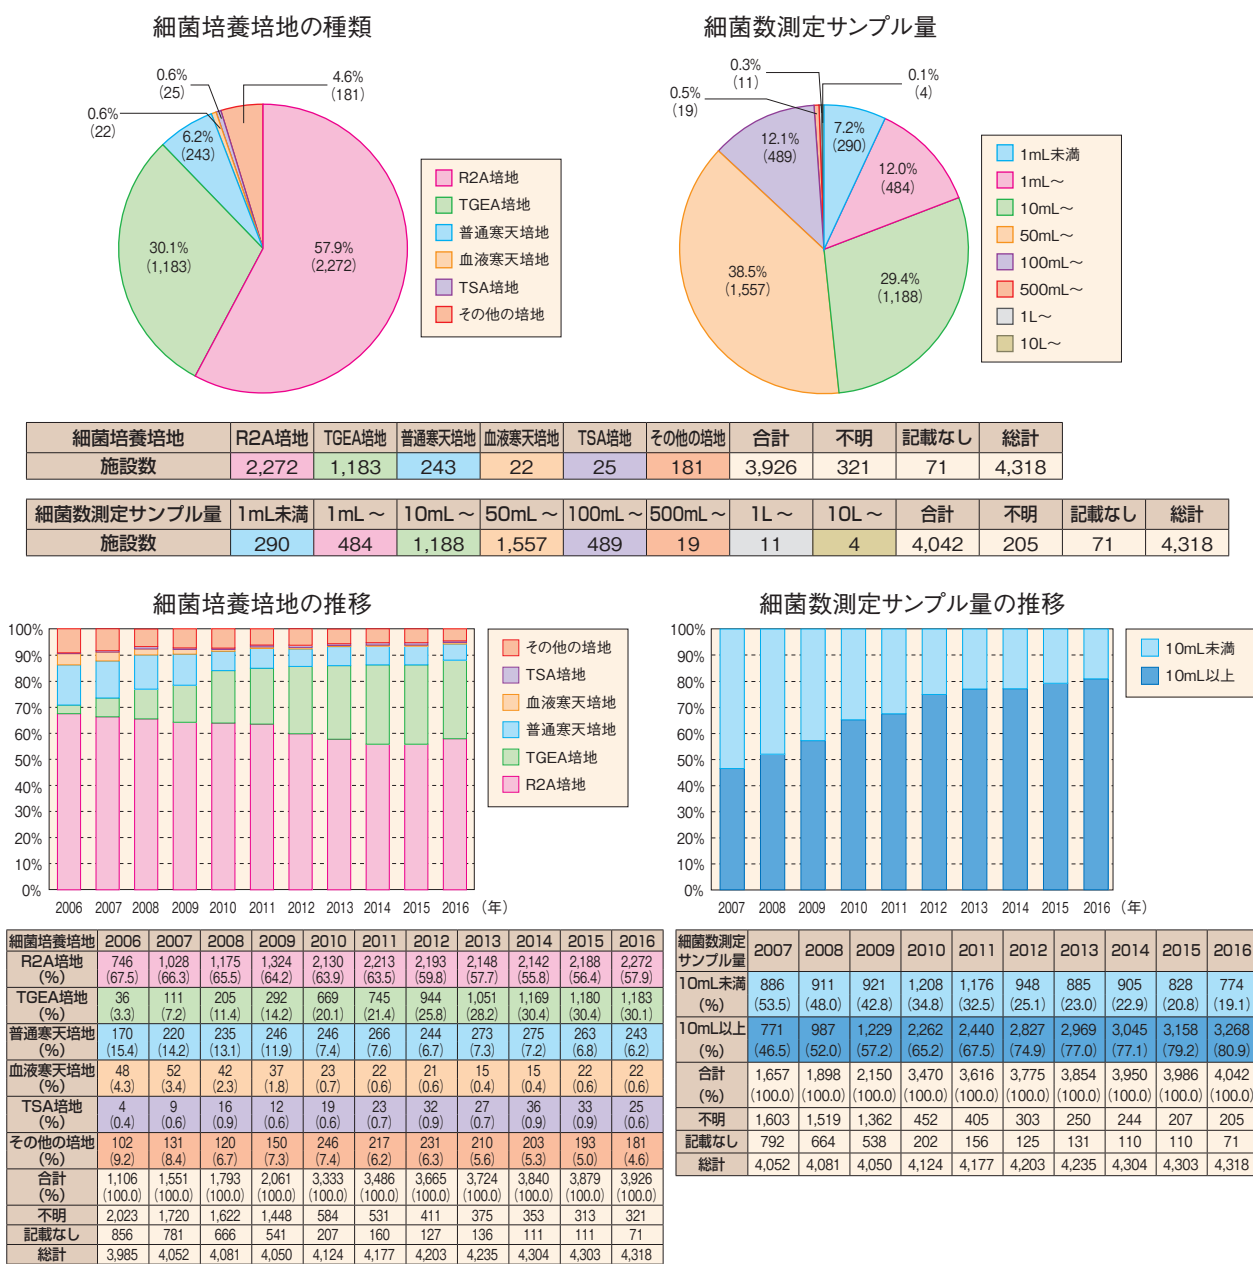 細菌培養培地の種類
0.6%
(22)
0.6%
(25)
4.6%
(181)
6.2%
(243)
30.1%
(1,183)
57.9%
(2,272)
R2A培地
TGEA培地
普通寒天培地
血液寒天培地
TSA培地
その他の培地
細菌数測定サンプル量
0.5%
(19)
0.3%
(11)
0.1%
(4)
12.1%
(489)
7.2%
(290)
12.0%
(484)
38.5%
(1,557)
29.4%
(1,188)
1mL未満
1mL〜
10mL〜
50mL〜
100mL〜
500mL〜
1L〜
10L〜
細菌培養培地 R2A培地 TGEA培地 普通寒天培地 血液寒天培地 TSA培地 その他の培地 合計 不明 記載なし 総計
施設数 2,272 1,183 243 22 25 181 3,926 321 71 4,318
細菌数測定サンプル量 1mL未満 1mL〜 10mL〜 50mL〜 100mL〜 500mL〜 1L〜 10L〜 合計 不明 記載なし 総計
施設数 290 484 1,188 1,557 489 19 11 4 4,042 205 71 4,318
細菌培養培地の推移
100%
90%
80%
70%
60%
50%
40%
30%
20%
10%
0%
2006 2007 2008 2009 2010 2011 2012 2013 2014 2015 2016 (年)
その他の培地
TSA培地
血液寒天培地
普通寒天培地
TGEA培地
R2A培地
細菌数測定サンプル量の推移
100%
90%
80%
70%
60%
50%
40%
30%
20%
10%
0%
2007 2008 2009 2010 2011 2012 2013 2014 2015 2016 (年)
10mL未満
10mL以上
細菌培養培地 2006 2007 2008 2009 2010 2011 2012 2013 2014 2015 2016
R2A培地 746 1,028 1,175 1,324 2,130 2,213 2,193 2,148 2,142 2,188 2,272
(%) (67.5) (66.3) (65.5) (64.2) (63.9) (63.5) (59.8) (57.7) (55.8) (56.4) (57.9)
TGEA培地 36 111 205 292 669 745 944 1,051 1,169 1,180 1,183
(%) (3.3) (7.2) (11.4) (14.2) (20.1) (21.4) (25.8) (28.2) (30.4) (30.4) (30.1)
普通寒天培地 170 220 235 246 246 266 244 273 275 263 243
(%) (15.4) (14.2) (13.1) (11.9) (7.4) (7.6) (6.7) (7.3) (7.2) (6.8) (6.2)
血液寒天培地 48 52 42 37 23 22 21 15 15 22 22
(%) (4.3) (3.4) (2.3) (1.8) (0.7) (0.6) (0.6) (0.4) (0.4) (0.6) (0.6)
TSA培地 4 9 16 12 19 23 32 27 36 33 25
(%) (0.4) (0.6) (0.9) (0.6) (0.6) (0.7) (0.9) (0.7) (0.9) (0.9) (0.6)
その他の培地 102 131 120 150 246 217 231 210 203 193 181
(%) (9.2) (8.4) (6.7) (7.3) (7.4) (6.2) (6.3) (5.6) (5.3) (5.0) (4.6)
合計 1,106 1,551 1,793 2,061 3,333 3,486 3,665 3,724 3,840 3,879 3,926
(%) (100.0) (100.0) (100.0) (100.0) (100.0) (100.0) (100.0) (100.0) (100.0) (100.0) (100.0)
不明 2,023 1,720 1,622 1,448 584 531 411 375 353 313 321
記載なし 856 781 666 541 207 160 127 136 111 111 71
総計 3,985 4,052 4,081 4,050 4,124 4,177 4,203 4,235 4,304 4,303 4,318
細菌数測定
サンプル量 2007 2008 2009 2010 2011 2012 2013 2014 2015 2016
10mL未満 886 911 921 1,208 1,176 948 885 905 828 774
(%) (53.5) (48.0) (42.8) (34.8) (32.5) (25.1) (23.0) (22.9) (20.8) (19.1)
10mL以上 771 987 1,229 2,262 2,440 2,827 2,969 3,045 3,158 3,268
(%) (46.5) (52.0) (57.2) (65.2) (67.5) (74.9) (77.0) (77.1) (79.2) (80.9)
合計 1,657 1,898 2,150 3,470 3,616 3,775 3,854 3,950 3,986 4,042
(%) (100.0) (100.0) (100.0) (100.0) (100.0) (100.0) (100.0) (100.0) (100.0) (100.0)
不明 1,603 1,519 1,362 452 405 303 250 244 207 205
記載なし 792 664 538 202 156 125 131 110 110 71
総計 4,052 4,081 4,050 4,124 4,177 4,203 4,235 4,304 4,303 4,318